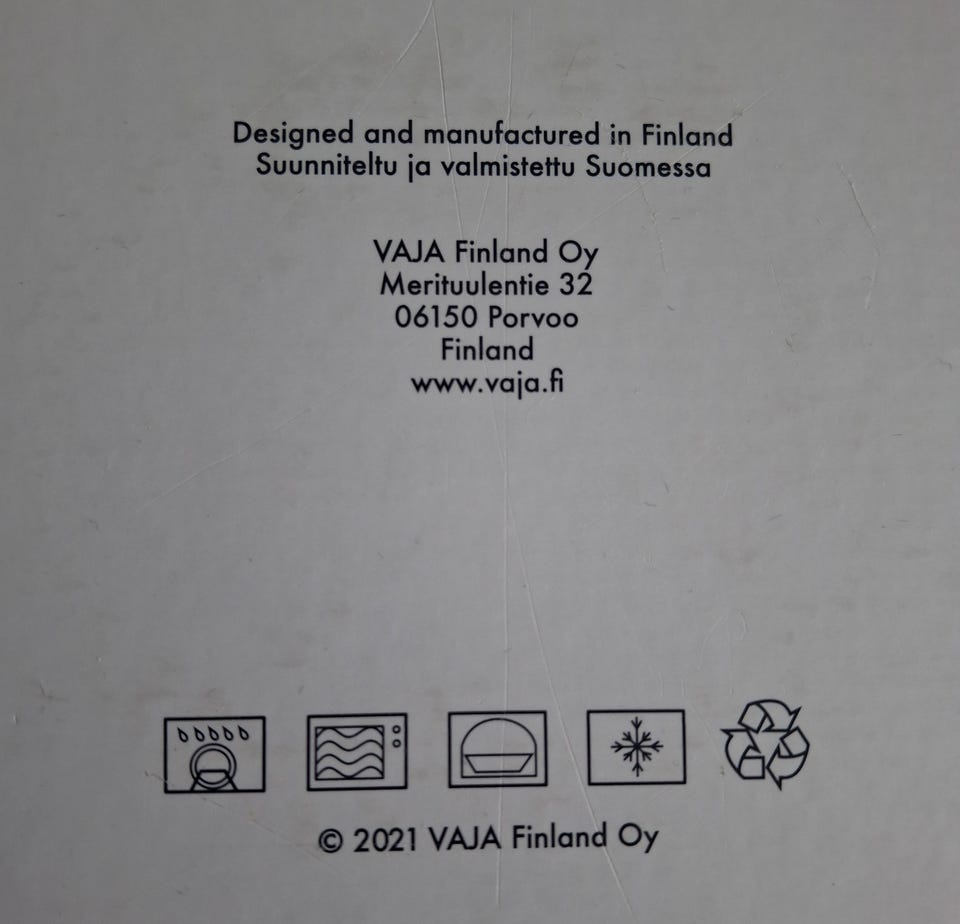 Designed and manufactured in Finland
Suunniteltu ja valmistettu Suomessa
VAJA Finland Oy
Merituulentie 32
06150 Porvoo
Finland
www.vaja.fi
© 2021 VAJA Finland Oy